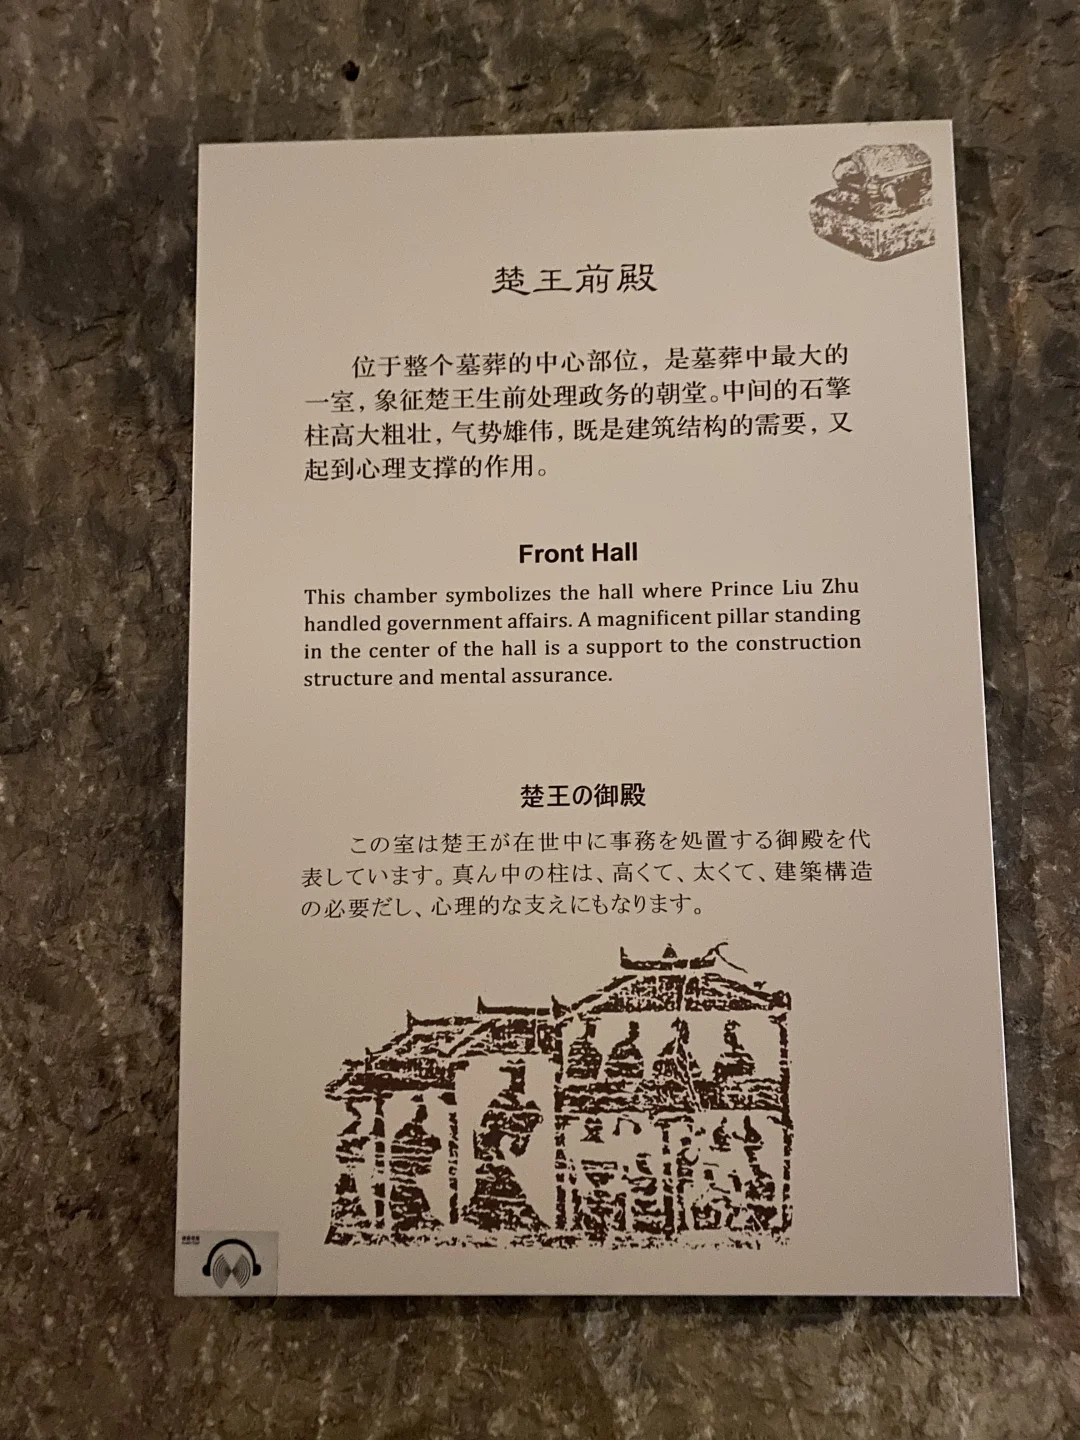 楚王前殿
位于整个墓葬的中心部位，是墓葬中最大的
一室，象征楚王生前处理政务的朝堂。中间的石擎
柱高大粗壮，气势雄伟，既是建筑结构的需要，又
起到心理支撑的作用。
Front Hall
This chamber symbolizes the hall where Prince Liu Zhu
handled government affairs. A magnificent pillar standing
in the center of the hall is a support to the construction
structure and mental assurance.
楚王の御殿
この室は楚王が在世中に事務を処置する御殿を代
表しています。真ん中の柱は、高くて、太くて、建築構造
の必要だし、心理的な支えにもなります。